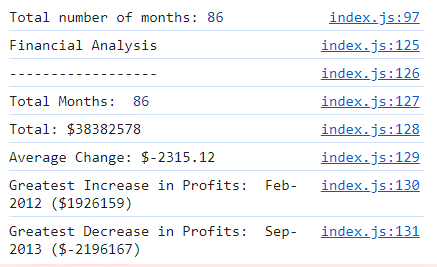 Total number of months: 86 index.js:97
Financial Analysis index.js:125
------------------ index.js:126
Total Months:  86 index.js:127
Total: $38382578 index.js:128
Average Change: $-2315.12 index.js:129
Greatest Increase in Profits:  Feb- index.js:130
2012 ($1926159)
Greatest Decrease in Profits:  Sep- index.js:131
2013 ($-2196167)